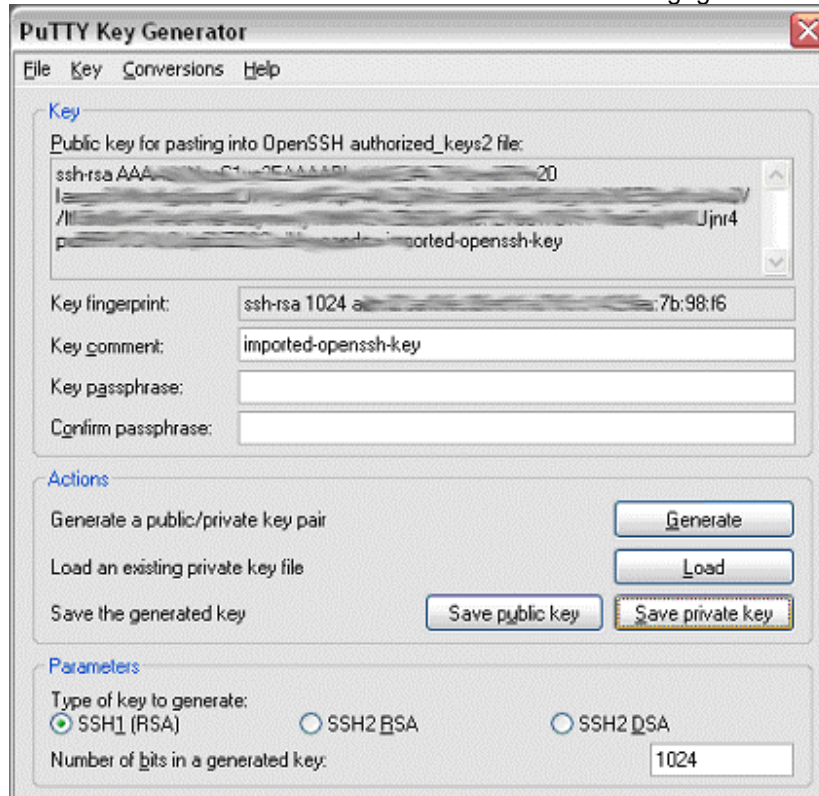 PuTTY Key Generator
File Key Conversions Help
Key
Public key for pasting into OpenSSH authorized_keys2 file:
ssh-rsa AAA 20
/
Jjnr4
imported-openssh-key
Key fingerprint: ssh-rsa 1024 :7b:98:f6
Key comment: imported-openssh-key
Key passphrase:
Confirm passphrase:
Actions
Generate a public/private key pair Generate
Load an existing private key file Load
Save the generated key Save public key Save private key
Parameters
Type of key to generate:
SSH1 (RSA) SSH2 RSA SSH2 DSA
Number of bits in a generated key: 1024